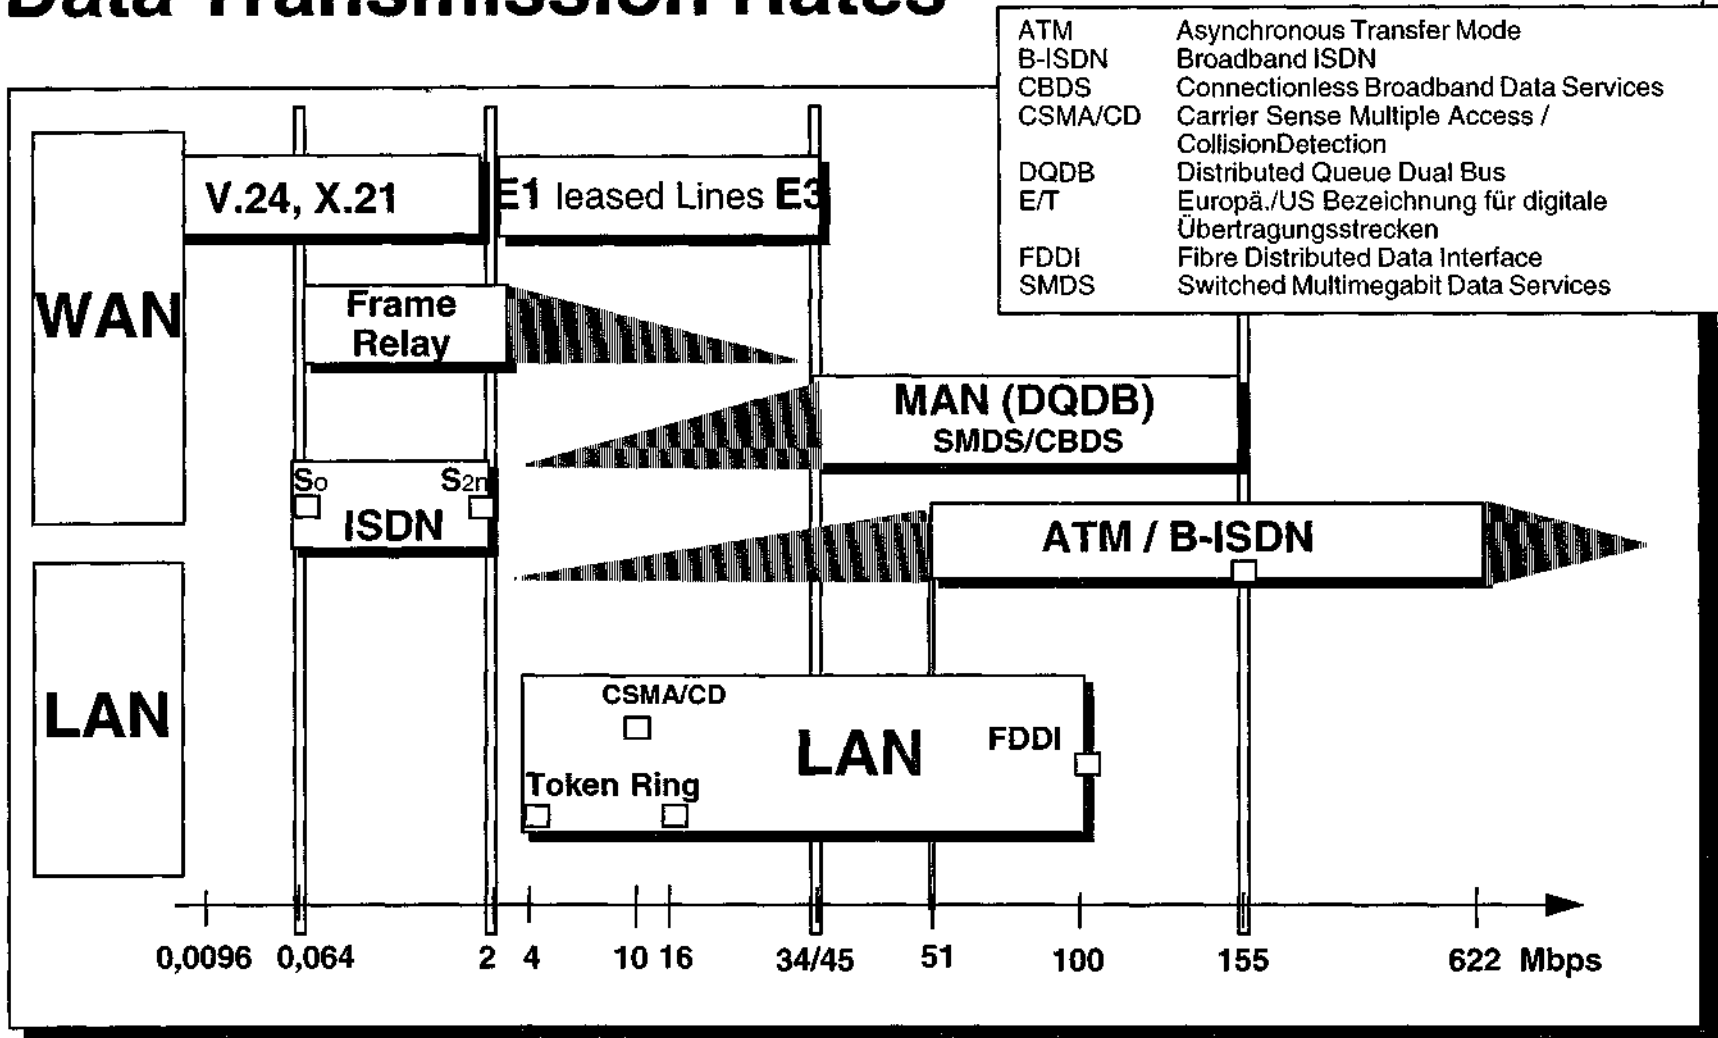 Data Transmission Rates
ATM Asynchronous Transfer Mode
B-ISDN Broadband ISDN
CBDS Connectionless Broadband Data Services
CSMA/CD Carrier Sense Multiple Access /
CollisionDetection
DQDB Distributed Queue Dual Bus
E/T Europä./US Bezeichnung für digitale
Übertragungsstrecken
FDDI Fibre Distributed Data Interface
SMDS Switched Multimegabit Data Services
WAN
V.24, X.21
E1 leased Lines E3
Frame
Relay
MAN (DQDB)
SMDS/CBDS
S0 S2m
ISDN
ATM / B-ISDN
LAN
CSMA/CD
LAN
FDDI
Token Ring
0,0096 0,064 2 4 10 16 34/45 51 100 155 622 Mbps